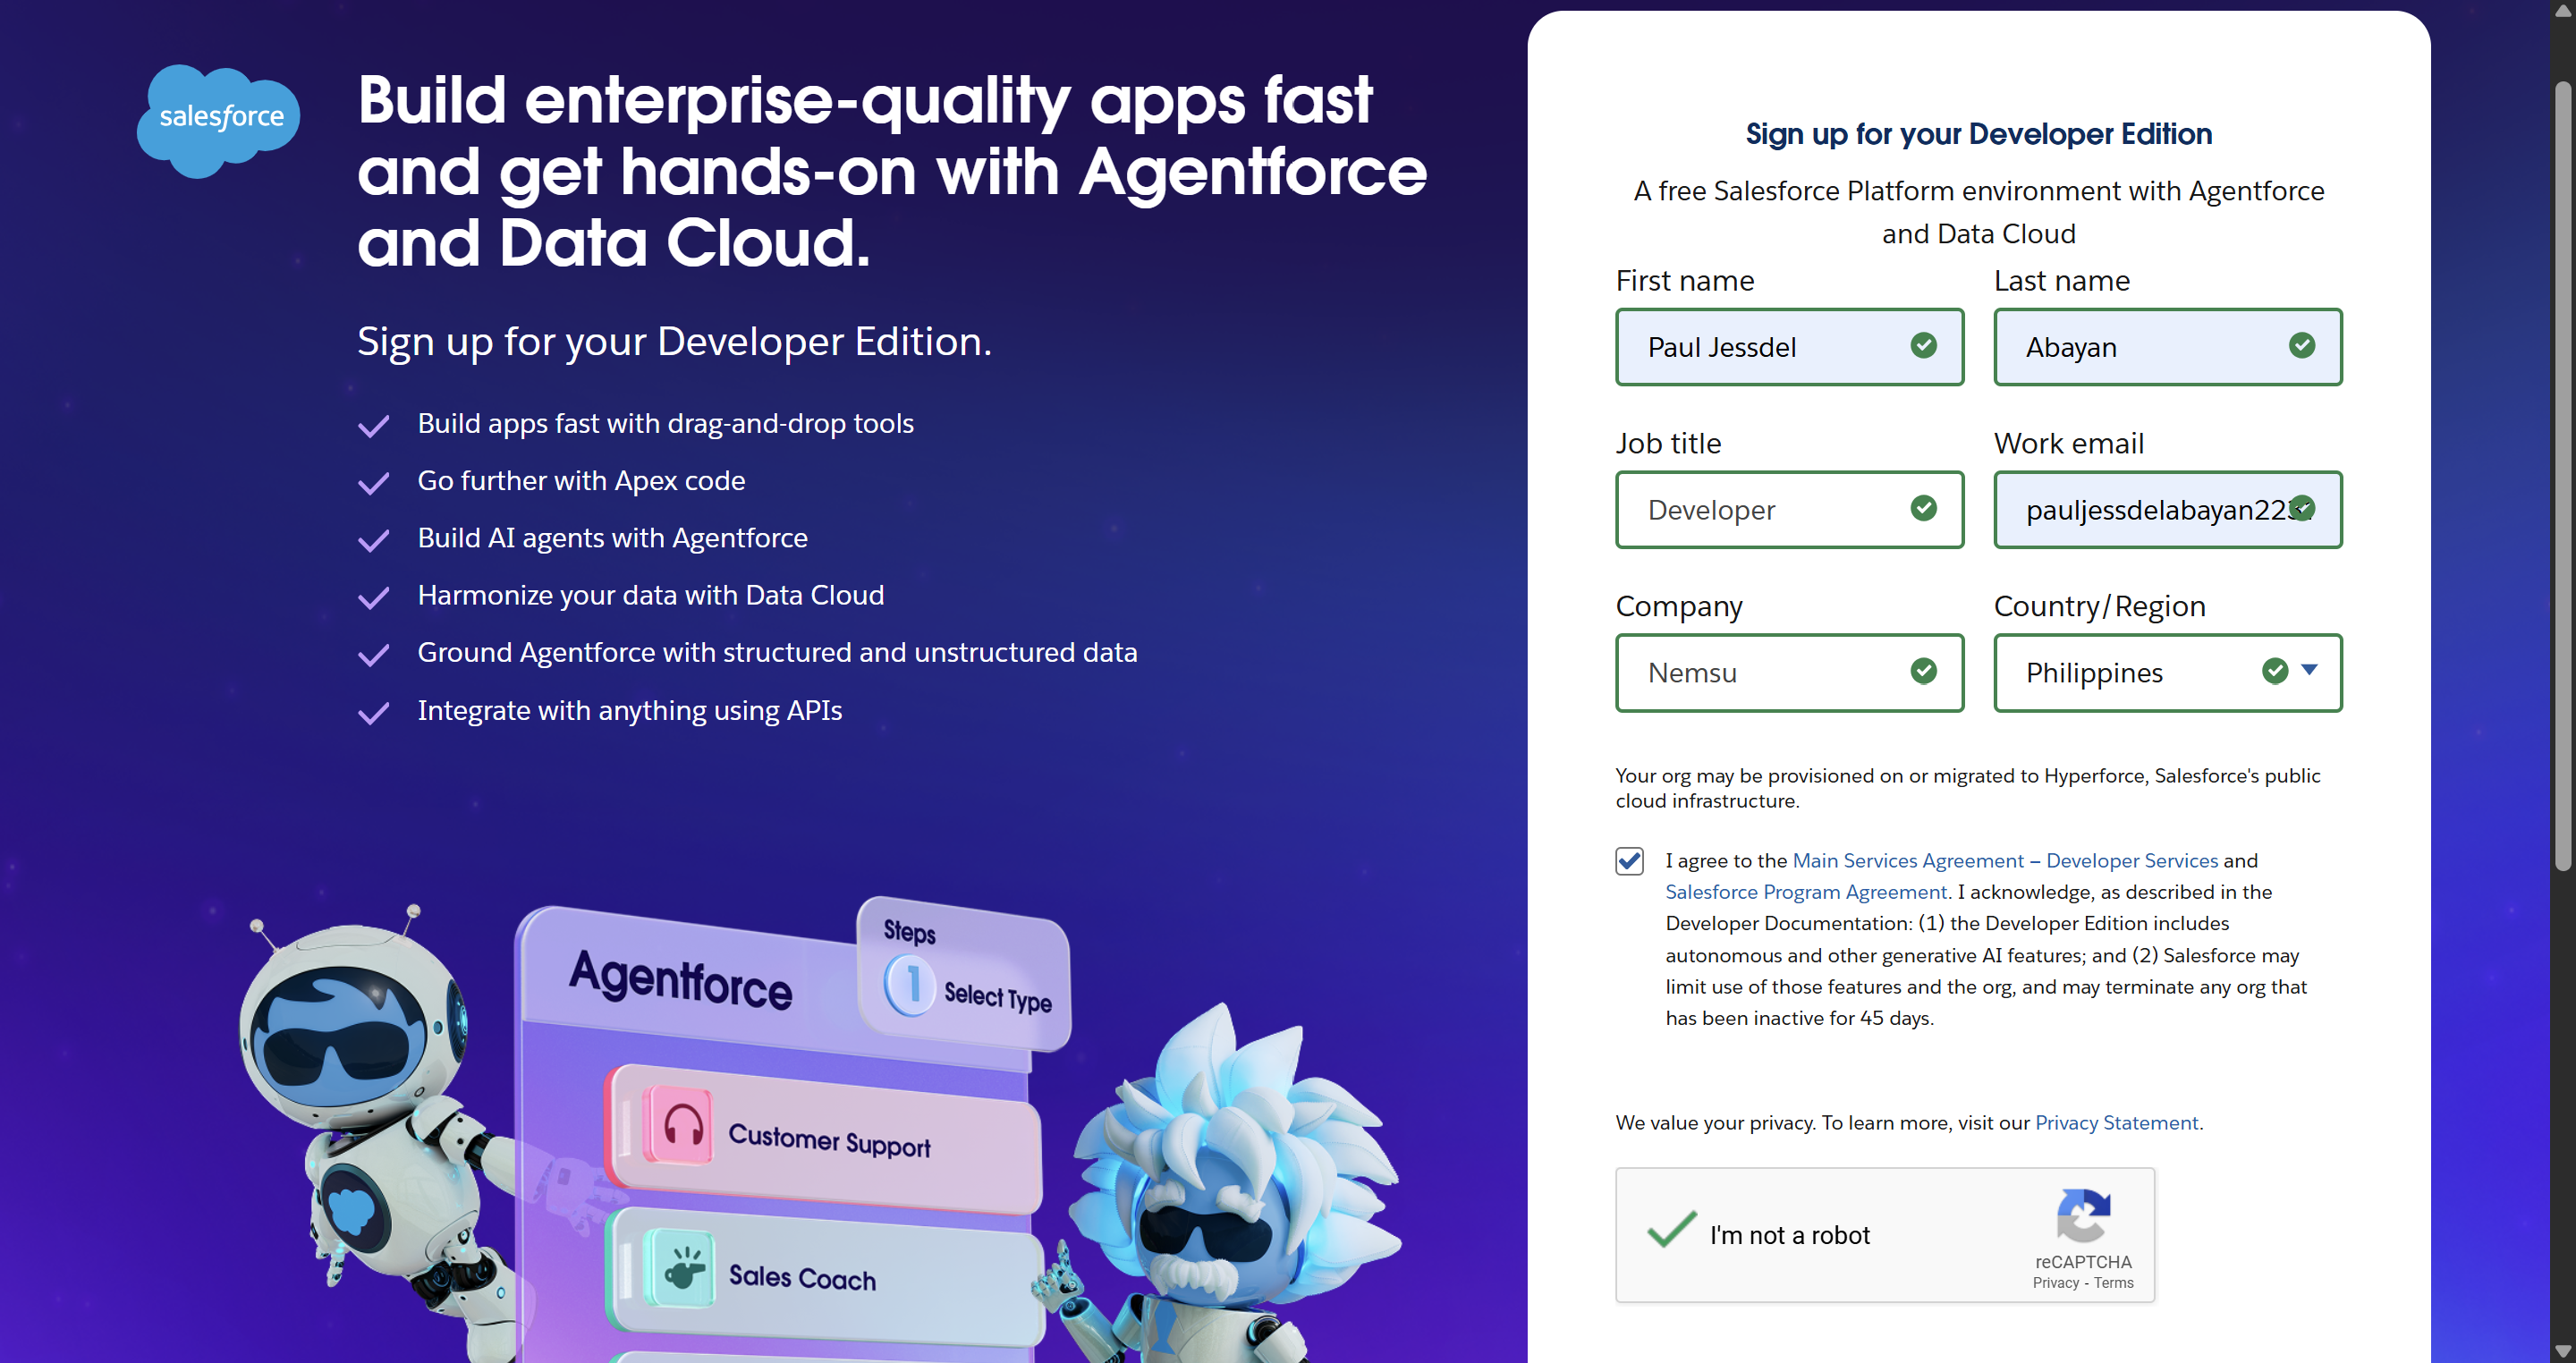 salesforce
Build enterprise-quality apps fast
and get hands-on with Agentforce
and Data Cloud.
Sign up for your Developer Edition.
Build apps fast with drag-and-drop tools
Go further with Apex code
Build AI agents with Agentforce
Harmonize your data with Data Cloud
Ground Agentforce with structured and unstructured data
Integrate with anything using APIs
Agentforce
Steps
1 Select Type
Customer Support
Sales Coach
Sign up for your Developer Edition
A free Salesforce Platform environment with Agentforce
and Data Cloud
First name
Last name
Paul Jessdel
Abayan
Job title
Work email
Developer
Company
Country/Region
Nemsu
Philippines
Your org may be provisioned on or migrated to Hyperforce, Salesforce's public
cloud infrastructure.
I agree to the Main Services Agreement – Developer Services and
Salesforce Program Agreement. I acknowledge, as described in the
Developer Documentation: (1) the Developer Edition includes
autonomous and other generative AI features; and (2) Salesforce may
limit use of those features and the org, and may terminate any org that
has been inactive for 45 days.
We value your privacy. To learn more, visit our Privacy Statement.
I'm not a robot
reCAPTCHA
Privacy - Terms